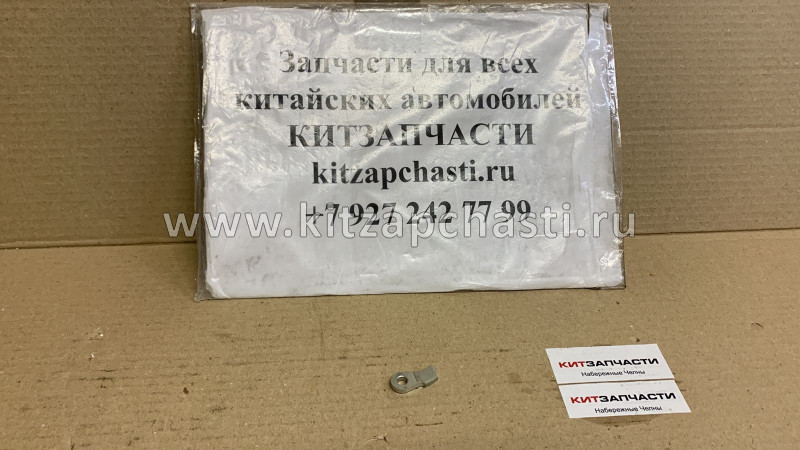 Запчасти для всех
китайских автомобилей
КИТЗАПЧАСТИ
kitzapchasti.ru
+7 927 242 77 99
www.kitzapchasti.ru
КИТЗАПЧАСТИ
Набережные Челны
КИТЗАПЧАСТИ
Набережные Челны